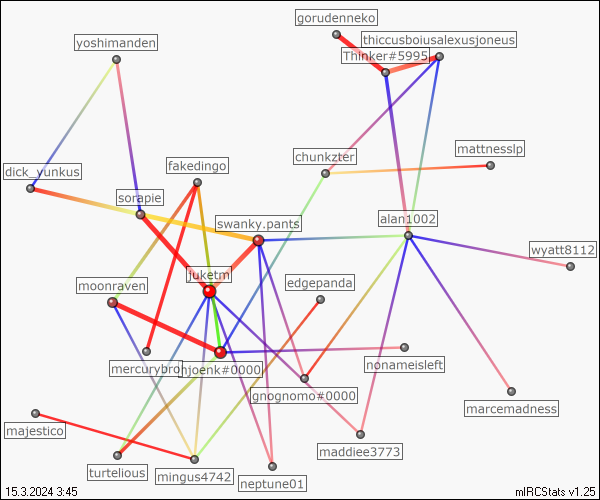 gorudenneko
yoshimanden
thiccusboiusalexusjoneus
Thinker#5995
mattnesslp
chunkzter
fakedingo
dick_yunkus
sorapie
swanky.pants
alan1002
wyatt8112
juketm
edgepanda
moonraven
mercurybro
hjoenk#0000
nonameisleft
gnognomo#0000
marcemadness
majestico
maddiee3773
turtelious
mingus4742
neptune01
15.3.2024 3:45
mIRCStats v1.25